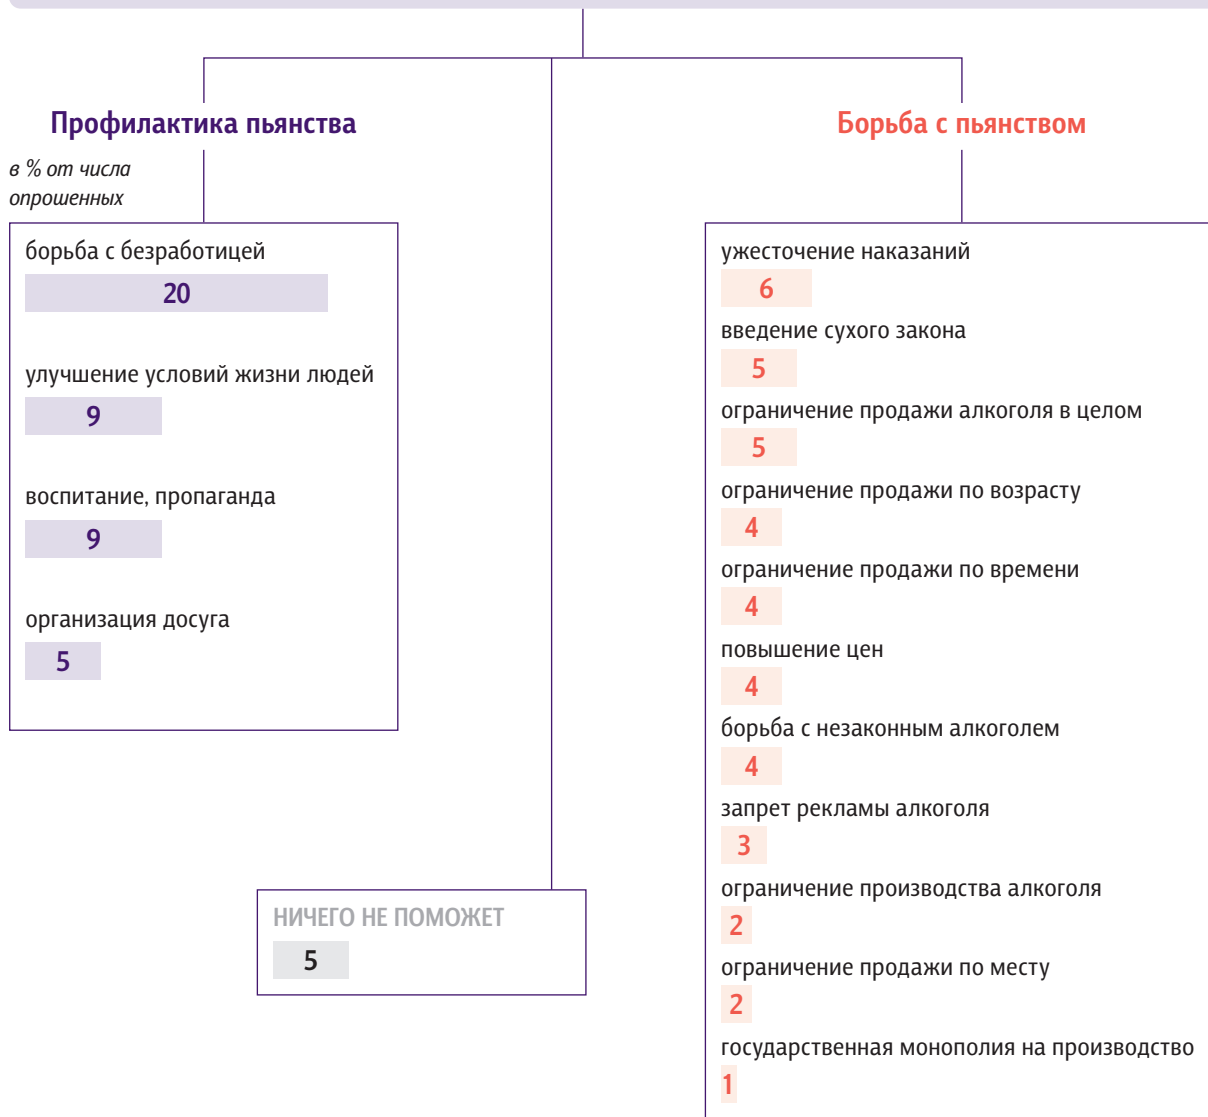 Профилактика пьянства
в % от числа
опрошенных
борьба с безработицей
20
улучшение условий жизни людей
9
воспитание, пропаганда
9
организация досуга
5
НИЧЕГО НЕ ПОМОЖЕТ
5
Борьба с пьянством
ужесточение наказаний
6
введение сухого закона
5
ограничение продажи алкоголя в целом
5
ограничение продажи по возрасту
4
ограничение продажи по времени
4
повышение цен
4
борьба с незаконным алкоголем
4
запрет рекламы алкоголя
3
ограничение производства алкоголя
2
ограничение продажи по месту
2
государственная монополия на производство
1